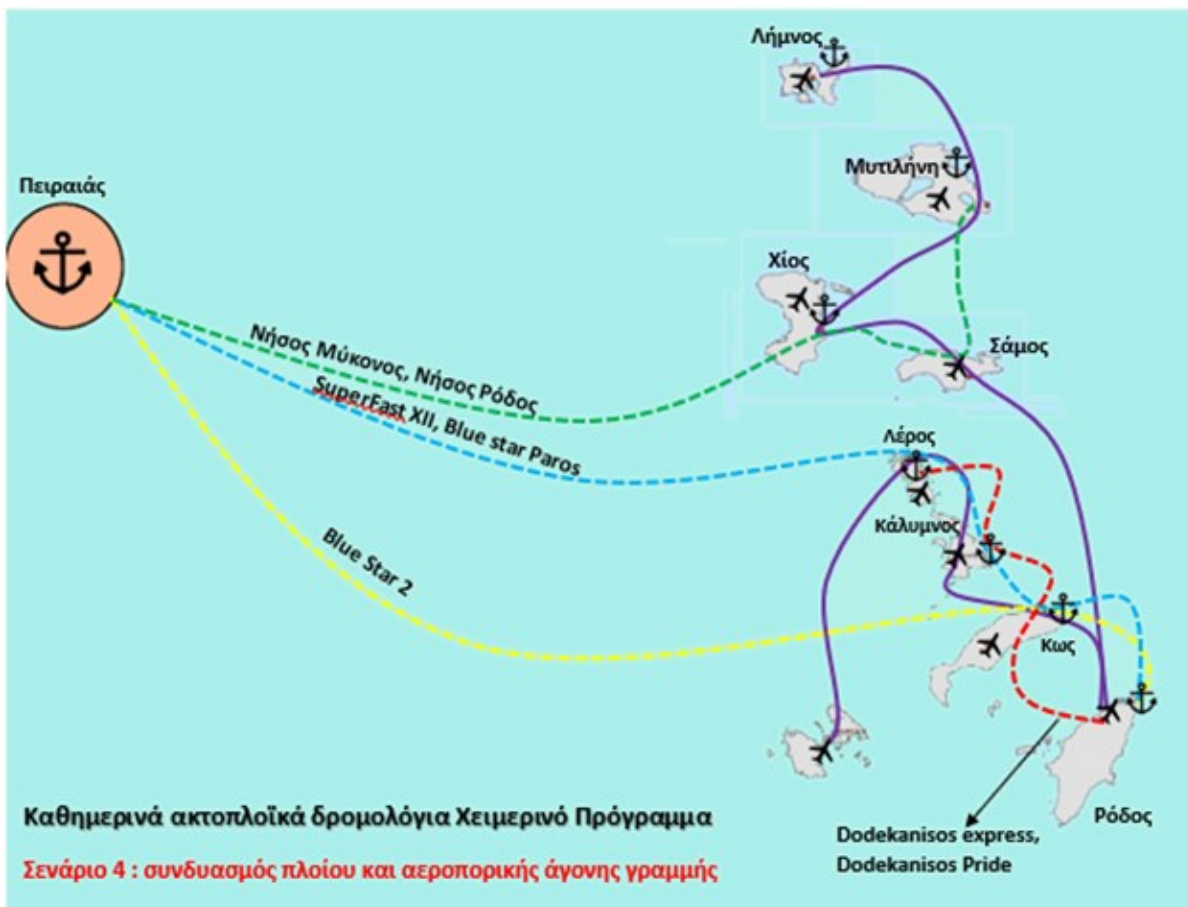 Λήμνος
Μυτιλήνη
Πειραιάς
Χίος
Νήσος Μύκονος, Νήσος Ρόδος
Σάμος
SuperFast XII, Blue star Paros
Λέρος
Κάλυμνος
Blue Star 2
Κως
Καθημερινά ακτοπλοϊκά δρομολόγια Χειμερινό Πρόγραμμα
Ρόδος
Dodekanisos express,
Dodekanisos Pride
Σενάριο 4 : συνδυασμός πλοίου και αεροπορικής άγονης γραμμής